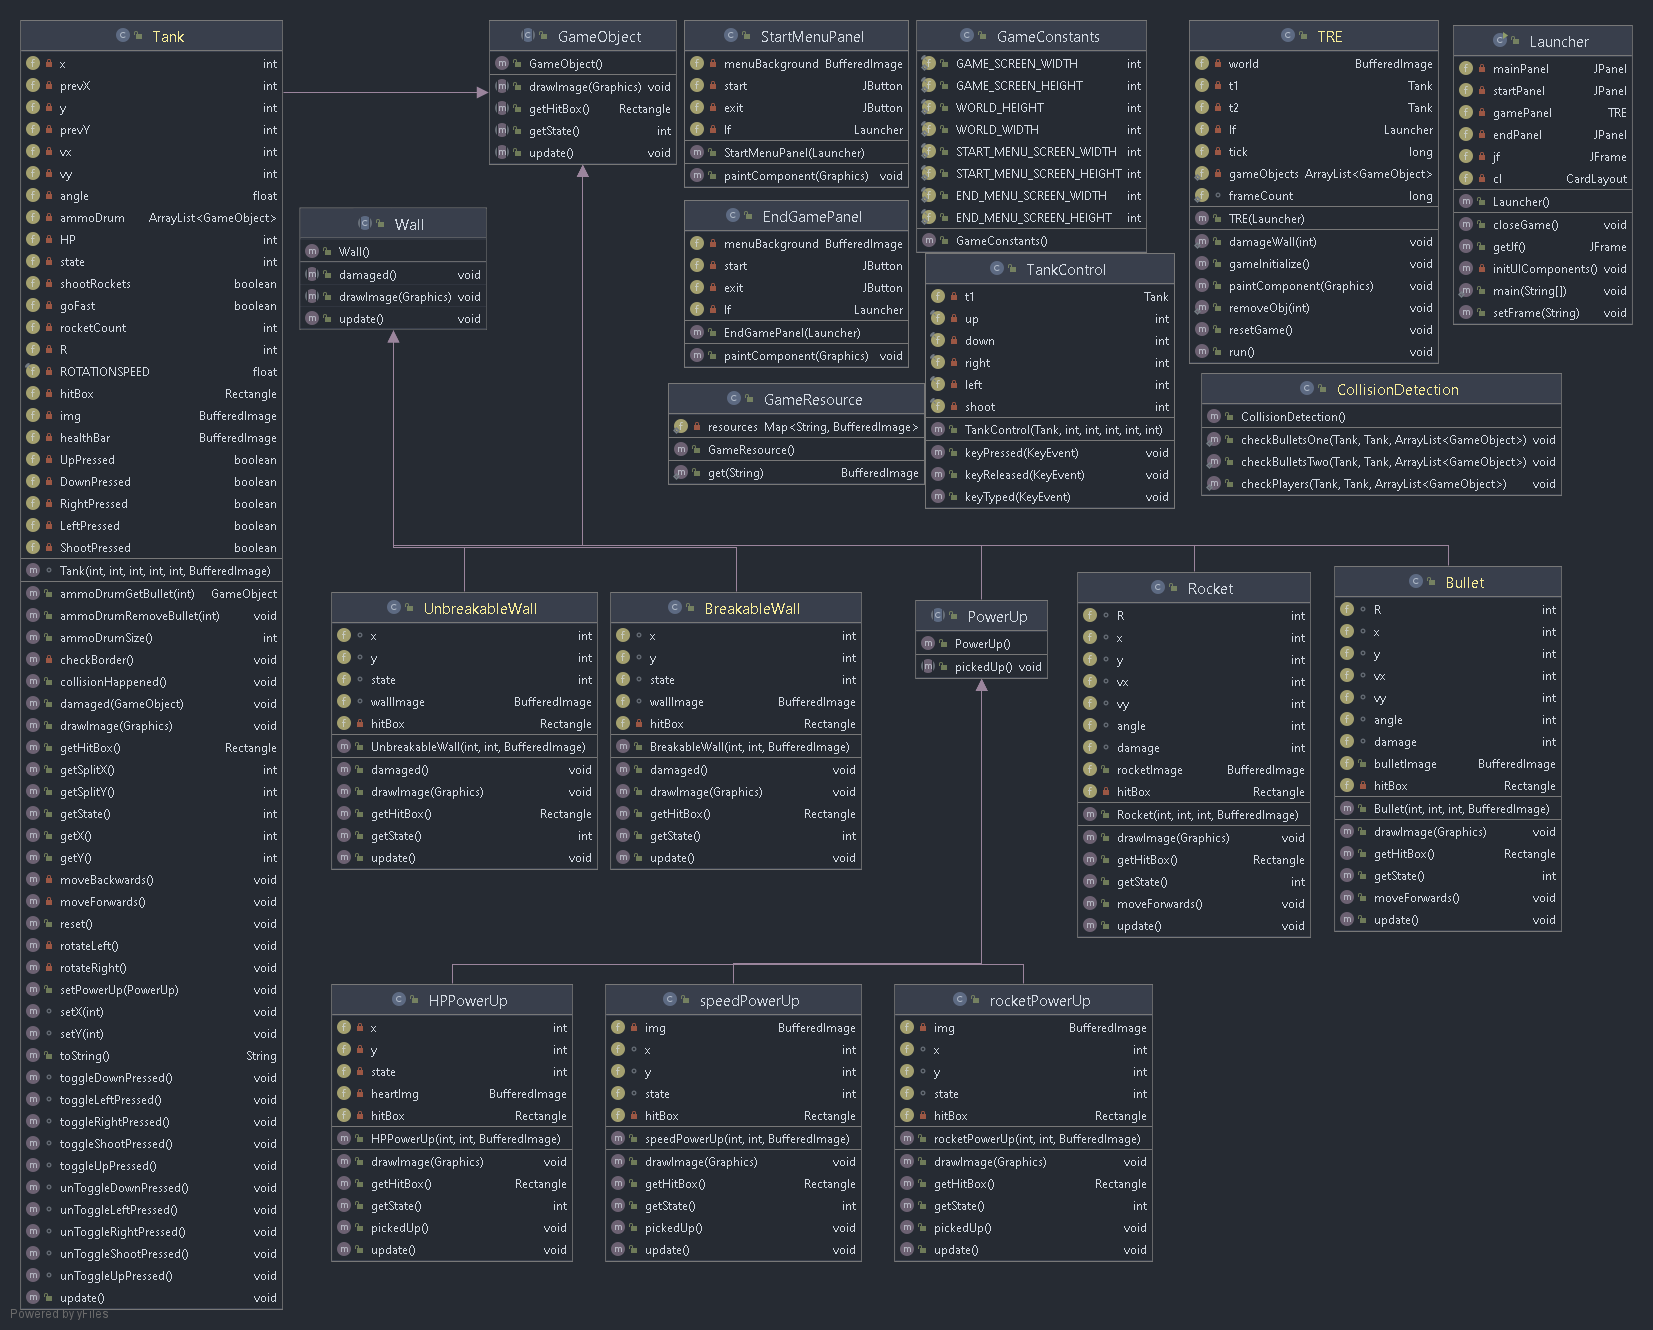 Tank
x int
prevX int
y int
prevY int
vx int
vy int
angle float
ammoDrum ArrayList<GameObject>
HP int
state int
shootRockets boolean
goFast boolean
rocketCount int
R int
ROTATIONSPEED float
hitBox Rectangle
img BufferedImage
healthBar BufferedImage
UpPressed boolean
DownPressed boolean
RightPressed boolean
LeftPressed boolean
ShootPressed boolean
Tank(int, int, int, int, int, BufferedImage)
ammoDrumGetBullet(int) GameObject
ammoDrumRemoveBullet(int) void
ammoDrumSize() int
checkBorder() void
collisionHappened() void
damaged(GameObject) void
drawImage(Graphics) void
getHitBox() Rectangle
getSplitX() int
getSplitY() int
getState() int
getX() int
getY() int
moveBackwards() void
moveForwards() void
reset() void
rotateLeft() void
rotateRight() void
setPowerUp(PowerUp) void
setX(int) void
setY(int) void
toString() String
toggleDownPressed() void
toggleLeftPressed() void
toggleRightPressed() void
toggleShootPressed() void
toggleUpPressed() void
unToggleDownPressed() void
unToggleLeftPressed() void
unToggleRightPressed() void
unToggleShootPressed() void
unToggleUpPressed() void
update() void
GameObject
GameObject()
drawImage(Graphics) void
getHitBox() Rectangle
getState() int
update() void
Wall
Wall()
damaged() void
drawImage(Graphics) void
update() void
StartMenuPanel
menuBackground BufferedImage
start JButton
exit JButton
lf Launcher
StartMenuPanel(Launcher)
paintComponent(Graphics) void
EndGamePanel
menuBackground BufferedImage
start JButton
exit JButton
lf Launcher
EndGamePanel(Launcher)
paintComponent(Graphics) void
GameResource
resources Map<String, BufferedImage>
GameResource()
get(String) BufferedImage
GameConstants
GAME_SCREEN_WIDTH int
GAME_SCREEN_HEIGHT int
WORLD_HEIGHT int
WORLD_WIDTH int
START_MENU_SCREEN_WIDTH int
START_MENU_SCREEN_HEIGHT int
END_MENU_SCREEN_WIDTH int
END_MENU_SCREEN_HEIGHT int
GameConstants()
TankControl
t1 Tank
up int
down int
right int
left int
shoot int
TankControl(Tank, int, int, int, int, int)
keyPressed(KeyEvent) void
keyReleased(KeyEvent) void
keyTyped(KeyEvent) void
TRE
world BufferedImage
t1 Tank
t2 Tank
lf Launcher
tick long
gameObjects ArrayList<GameObject>
frameCount long
TRE(Launcher)
damageWall(int) void
gameInitialize() void
paintComponent(Graphics) void
removeObj(int) void
resetGame() void
run() void
Launcher
mainPanel JPanel
startPanel JPanel
gamePanel TRE
endPanel JPanel
jf JFrame
cl CardLayout
Launcher()
closeGame() void
getJf() JFrame
initUIComponents() void
main(String[]) void
setFrame(String) void
CollisionDetection
CollisionDetection()
checkBulletsOne(Tank, Tank, ArrayList<GameObject>) void
checkBulletsTwo(Tank, Tank, ArrayList<GameObject>) void
checkPlayers(Tank, Tank, ArrayList<GameObject>) void
UnbreakableWall
x int
y int
state int
wallImage BufferedImage
hitBox Rectangle
UnbreakableWall(int, int, BufferedImage)
damaged() void
drawImage(Graphics) void
getHitBox() Rectangle
getState() int
update() void
BreakableWall
x int
y int
state int
wallImage BufferedImage
hitBox Rectangle
BreakableWall(int, int, BufferedImage)
damaged() void
drawImage(Graphics) void
getHitBox() Rectangle
getState() int
update() void
PowerUp
PowerUp()
pickedUp() void
Rocket
R int
x int
y int
vx int
vy int
angle int
damage int
rocketImage BufferedImage
hitBox Rectangle
Rocket(int, int, int, BufferedImage)
drawImage(Graphics) void
getHitBox() Rectangle
getState() int
moveForwards() void
update() void
Bullet
R int
x int
y int
vx int
vy int
angle int
damage int
bulletImage BufferedImage
hitBox Rectangle
Bullet(int, int, int, BufferedImage)
drawImage(Graphics) void
getHitBox() Rectangle
getState() int
moveForwards() void
update() void
HPPowerUp
x int
y int
state int
heartImg BufferedImage
hitBox Rectangle
HPPowerUp(int, int, BufferedImage)
drawImage(Graphics) void
getHitBox() Rectangle
getState() int
pickedUp() void
update() void
speedPowerUp
img BufferedImage
x int
y int
state int
hitBox Rectangle
speedPowerUp(int, int, BufferedImage)
drawImage(Graphics) void
getHitBox() Rectangle
getState() int
pickedUp() void
update() void
rocketPowerUp
img BufferedImage
x int
y int
state int
hitBox Rectangle
rocketPowerUp(int, int, BufferedImage)
drawImage(Graphics) void
getHitBox() Rectangle
getState() int
pickedUp() void
update() void
Powered by yFiles